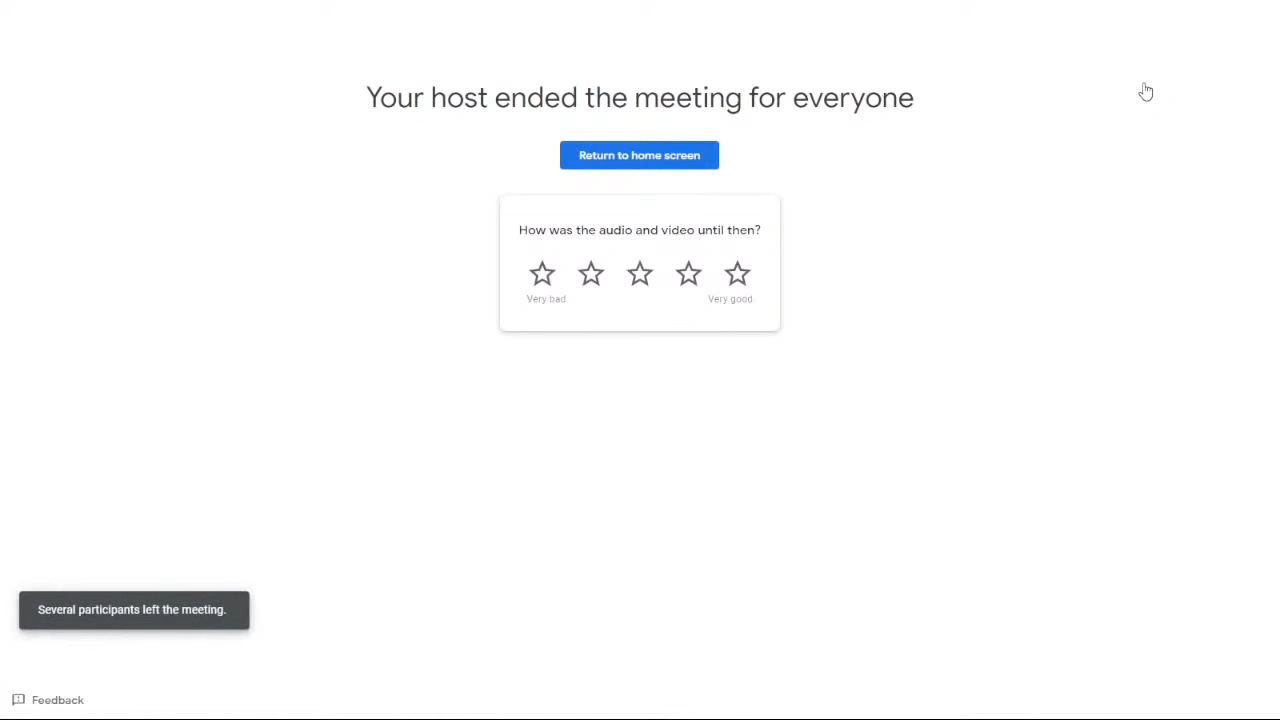 Your host ended the meeting for everyone
Return to home screen
How was the audio and video until then?
Very bad
Very good
Several participants left the meeting.
Feedback